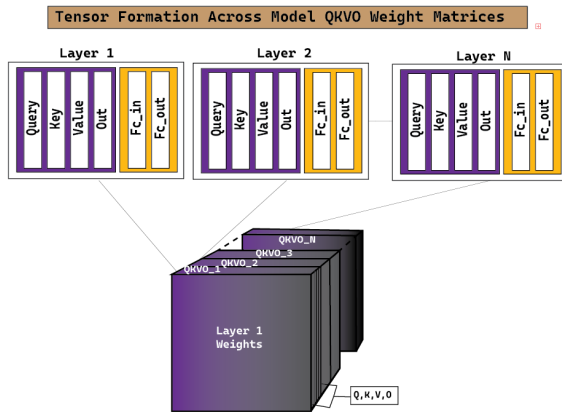 Tensor Formation Across Model QKVO Weight Matrices
Layer 1
Query
Key
Value
Out
Fc_in
Fc_out
Layer 2
Query
Key
Value
Out
Fc_in
Fc_out
Layer N
Query
Key
Value
Out
Fc_in
Fc_out
QKVO_N
QKVO_3
QKVO_2
QKVO_1
Layer 1
Weights
Q,K,V,O